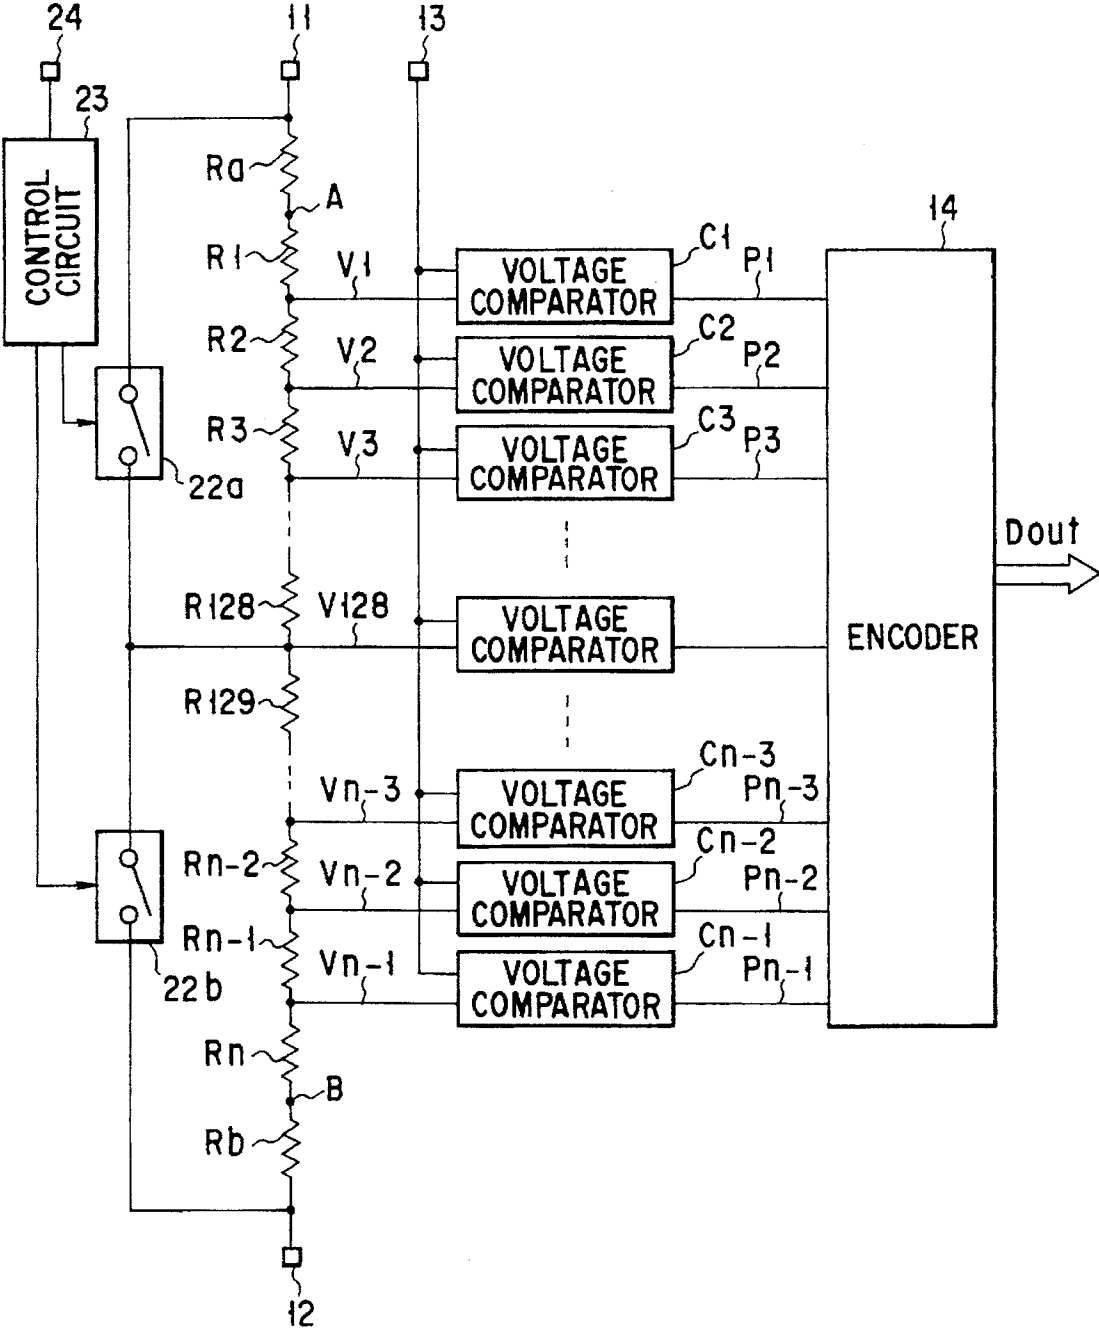 24
11
13
23
CONTROL
CIRCUIT
Ra
A
R1
V1
VOLTAGE
COMPARATOR
C1
P1
14
R2
V2
VOLTAGE
COMPARATOR
C2
P2
R3
V3
VOLTAGE
COMPARATOR
C3
P3
22a
Dout
R128
V128
VOLTAGE
COMPARATOR
ENCODER
R129
Vn-3
VOLTAGE
COMPARATOR
Cn-3
Pn-3
Rn-2
Vn-2
VOLTAGE
COMPARATOR
Cn-2
Pn-2
Rn-1
Vn-1
VOLTAGE
COMPARATOR
Cn-1
Pn-1
22b
Rn
B
Rb
12